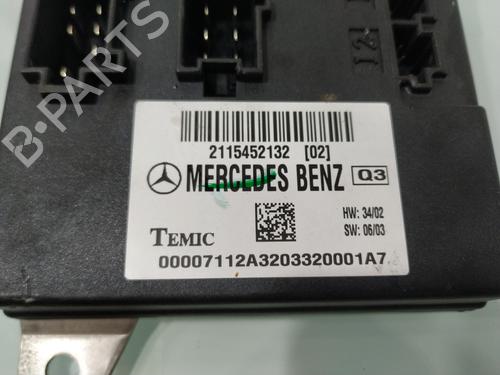 B-PARTS
2115452132 [02]
MERCEDES BENZ Q3
HW: 34/02
SW: 06/03
TEMIC
00007112A3203320001A7